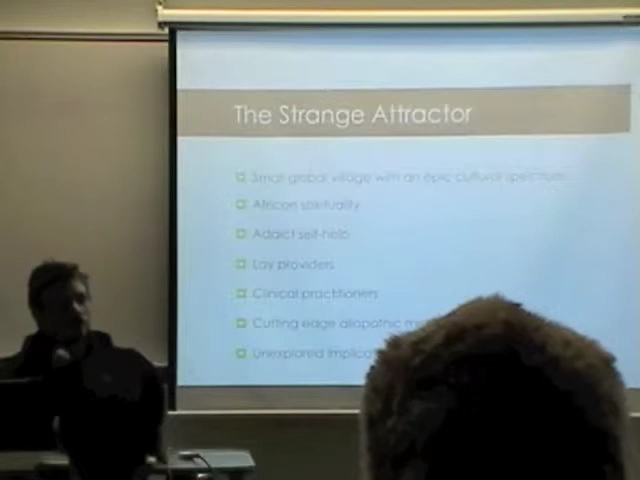 The Strange Attractor
Small global village with an epic cultural spectrum
African spirituality
Addict self-help
Lay providers
Clinical practitioners
Cutting edge allopathic
Unexplored